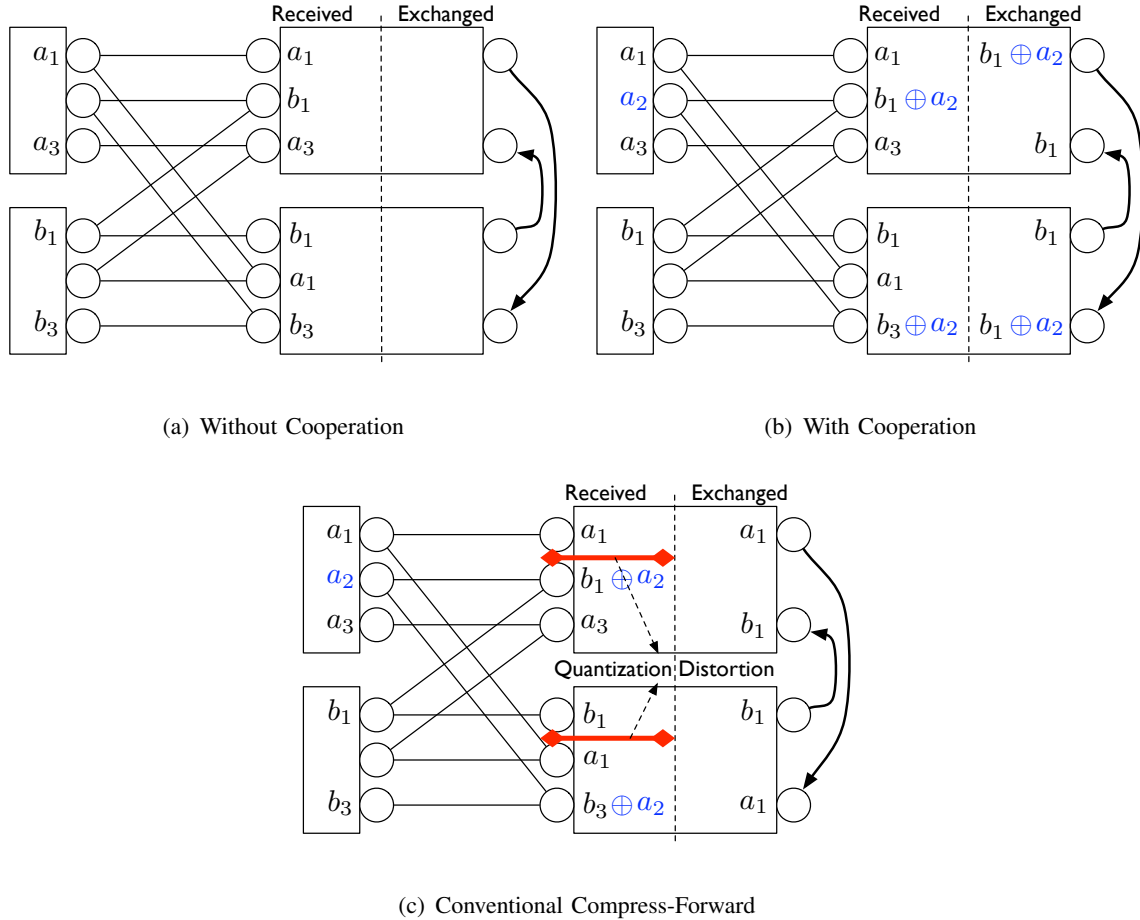 Received Exchanged
a₁ a₁
b₁
a₃ a₃
b₁ b₁
a₁
b₃ b₃
(a) Without Cooperation
Received Exchanged
a₁ a₁ b₁ ⊕ a₂
a₂ b₁ ⊕ a₂
a₃ a₃ b₁
b₁ b₁ b₁
a₁
b₃ b₃ ⊕ a₂ b₁ ⊕ a₂
(b) With Cooperation
Received Exchanged
a₁ a₁ a₁
a₂ b₁ ⊕ a₂
a₃ a₃ b₁
Quantization Distortion
b₁ b₁ b₁
a₁
b₃ b₃ ⊕ a₂ a₁
(c) Conventional Compress-Forward